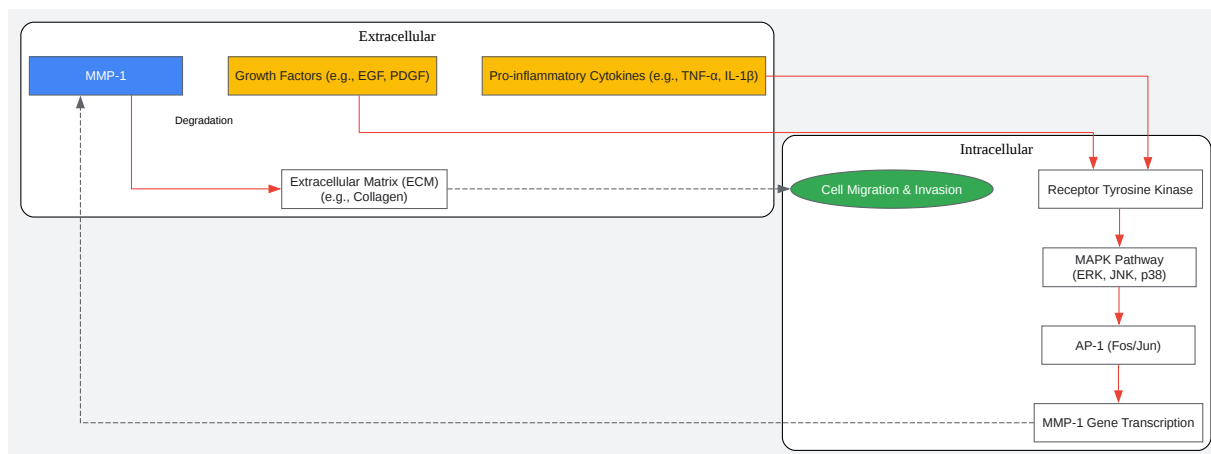 Extracellular
MMP-1
Growth Factors (e.g., EGF, PDGF)
Pro-inflammatory Cytokines (e.g., TNF-α, IL-1β)
Degradation
Extracellular Matrix (ECM)
(e.g., Collagen)
Intracellular
Cell Migration & Invasion
Receptor Tyrosine Kinase
MAPK Pathway
(ERK, JNK, p38)
AP-1 (Fos/Jun)
MMP-1 Gene Transcription